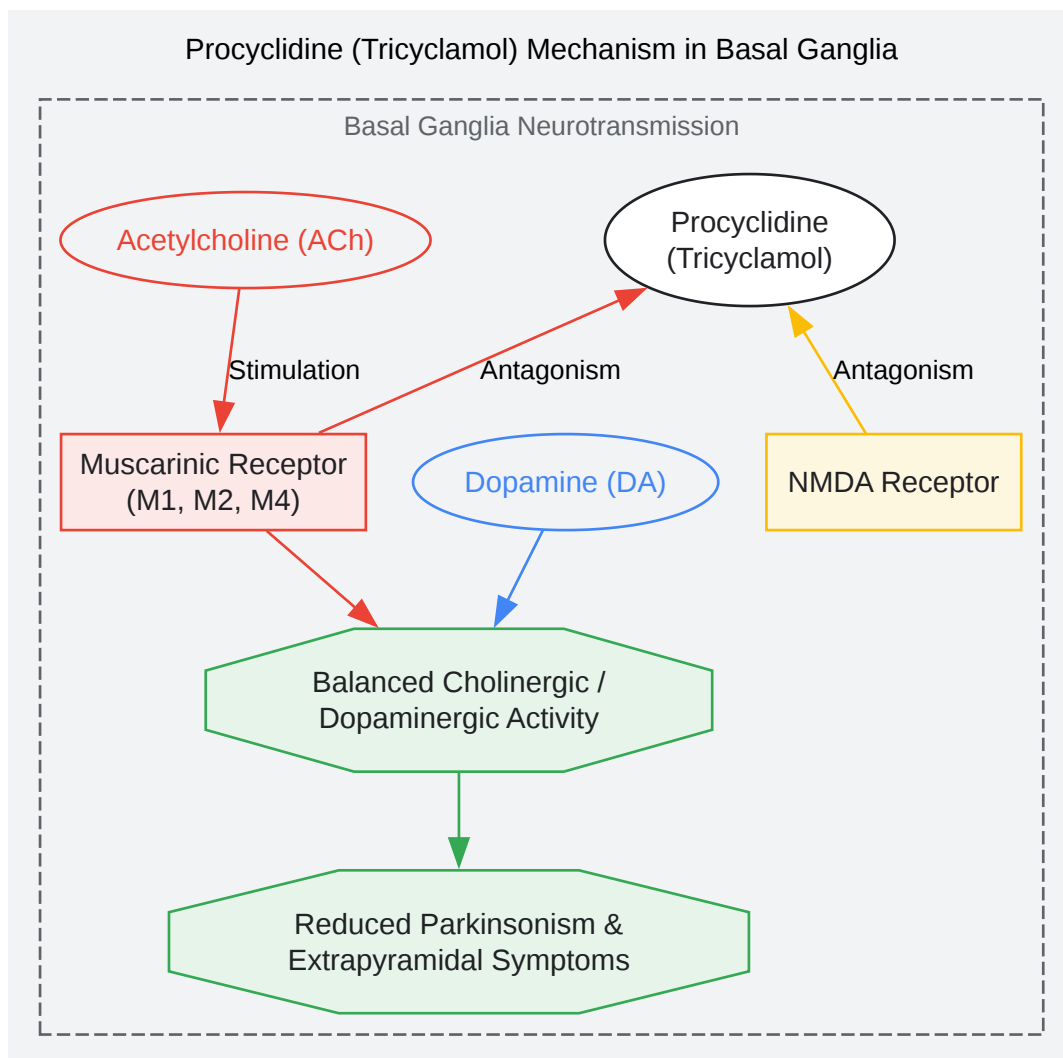 Procyclidine (Tricyclamol) Mechanism in Basal Ganglia
Basal Ganglia Neurotransmission
Acetylcholine (ACh)
Procyclidine
(Tricyclamol)
Stimulation
Antagonism
Antagonism
Muscarinic Receptor
(M1, M2, M4)
Dopamine (DA)
NMDA Receptor
Balanced Cholinergic /
Dopaminergic Activity
Reduced Parkinsonism &
Extrapyramidal Symptoms